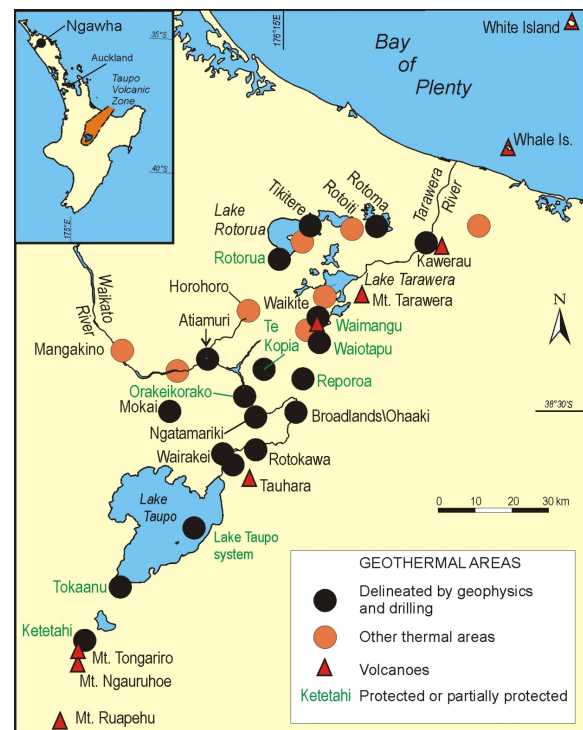 Ngawha
Auckland
Taupo
Volcanic
Zone
35°S
40°S
175°E
176°15'E
White Island
Bay
of
Plenty
Whale Is.
Tikitere
Rotoiti
Rotoma
Tarawera
River
Lake
Rotorua
Rotorua
Kawerau
Lake Tarawera
Mt. Tarawera
Waikato
River
Horohoro
Waikite
Atiamuri
Te
Kopia
Waimangu
Waiotapu
Mangakino
Orakeikorako
Reporoa
Mokai
38°30'S
Broadlands\Ohaaki
Ngatamariki
Wairakei
Rotokawa
Tauhara
Lake
Taupo
Lake Taupo
system
0 10 20 30 km
N
Tokaanu
Ketetahi
Mt. Tongariro
Mt. Ngauruhoe
Mt. Ruapehu
GEOTHERMAL AREAS
Delineated by geophysics
and drilling
Other thermal areas
Volcanoes
Ketetahi Protected or partially protected